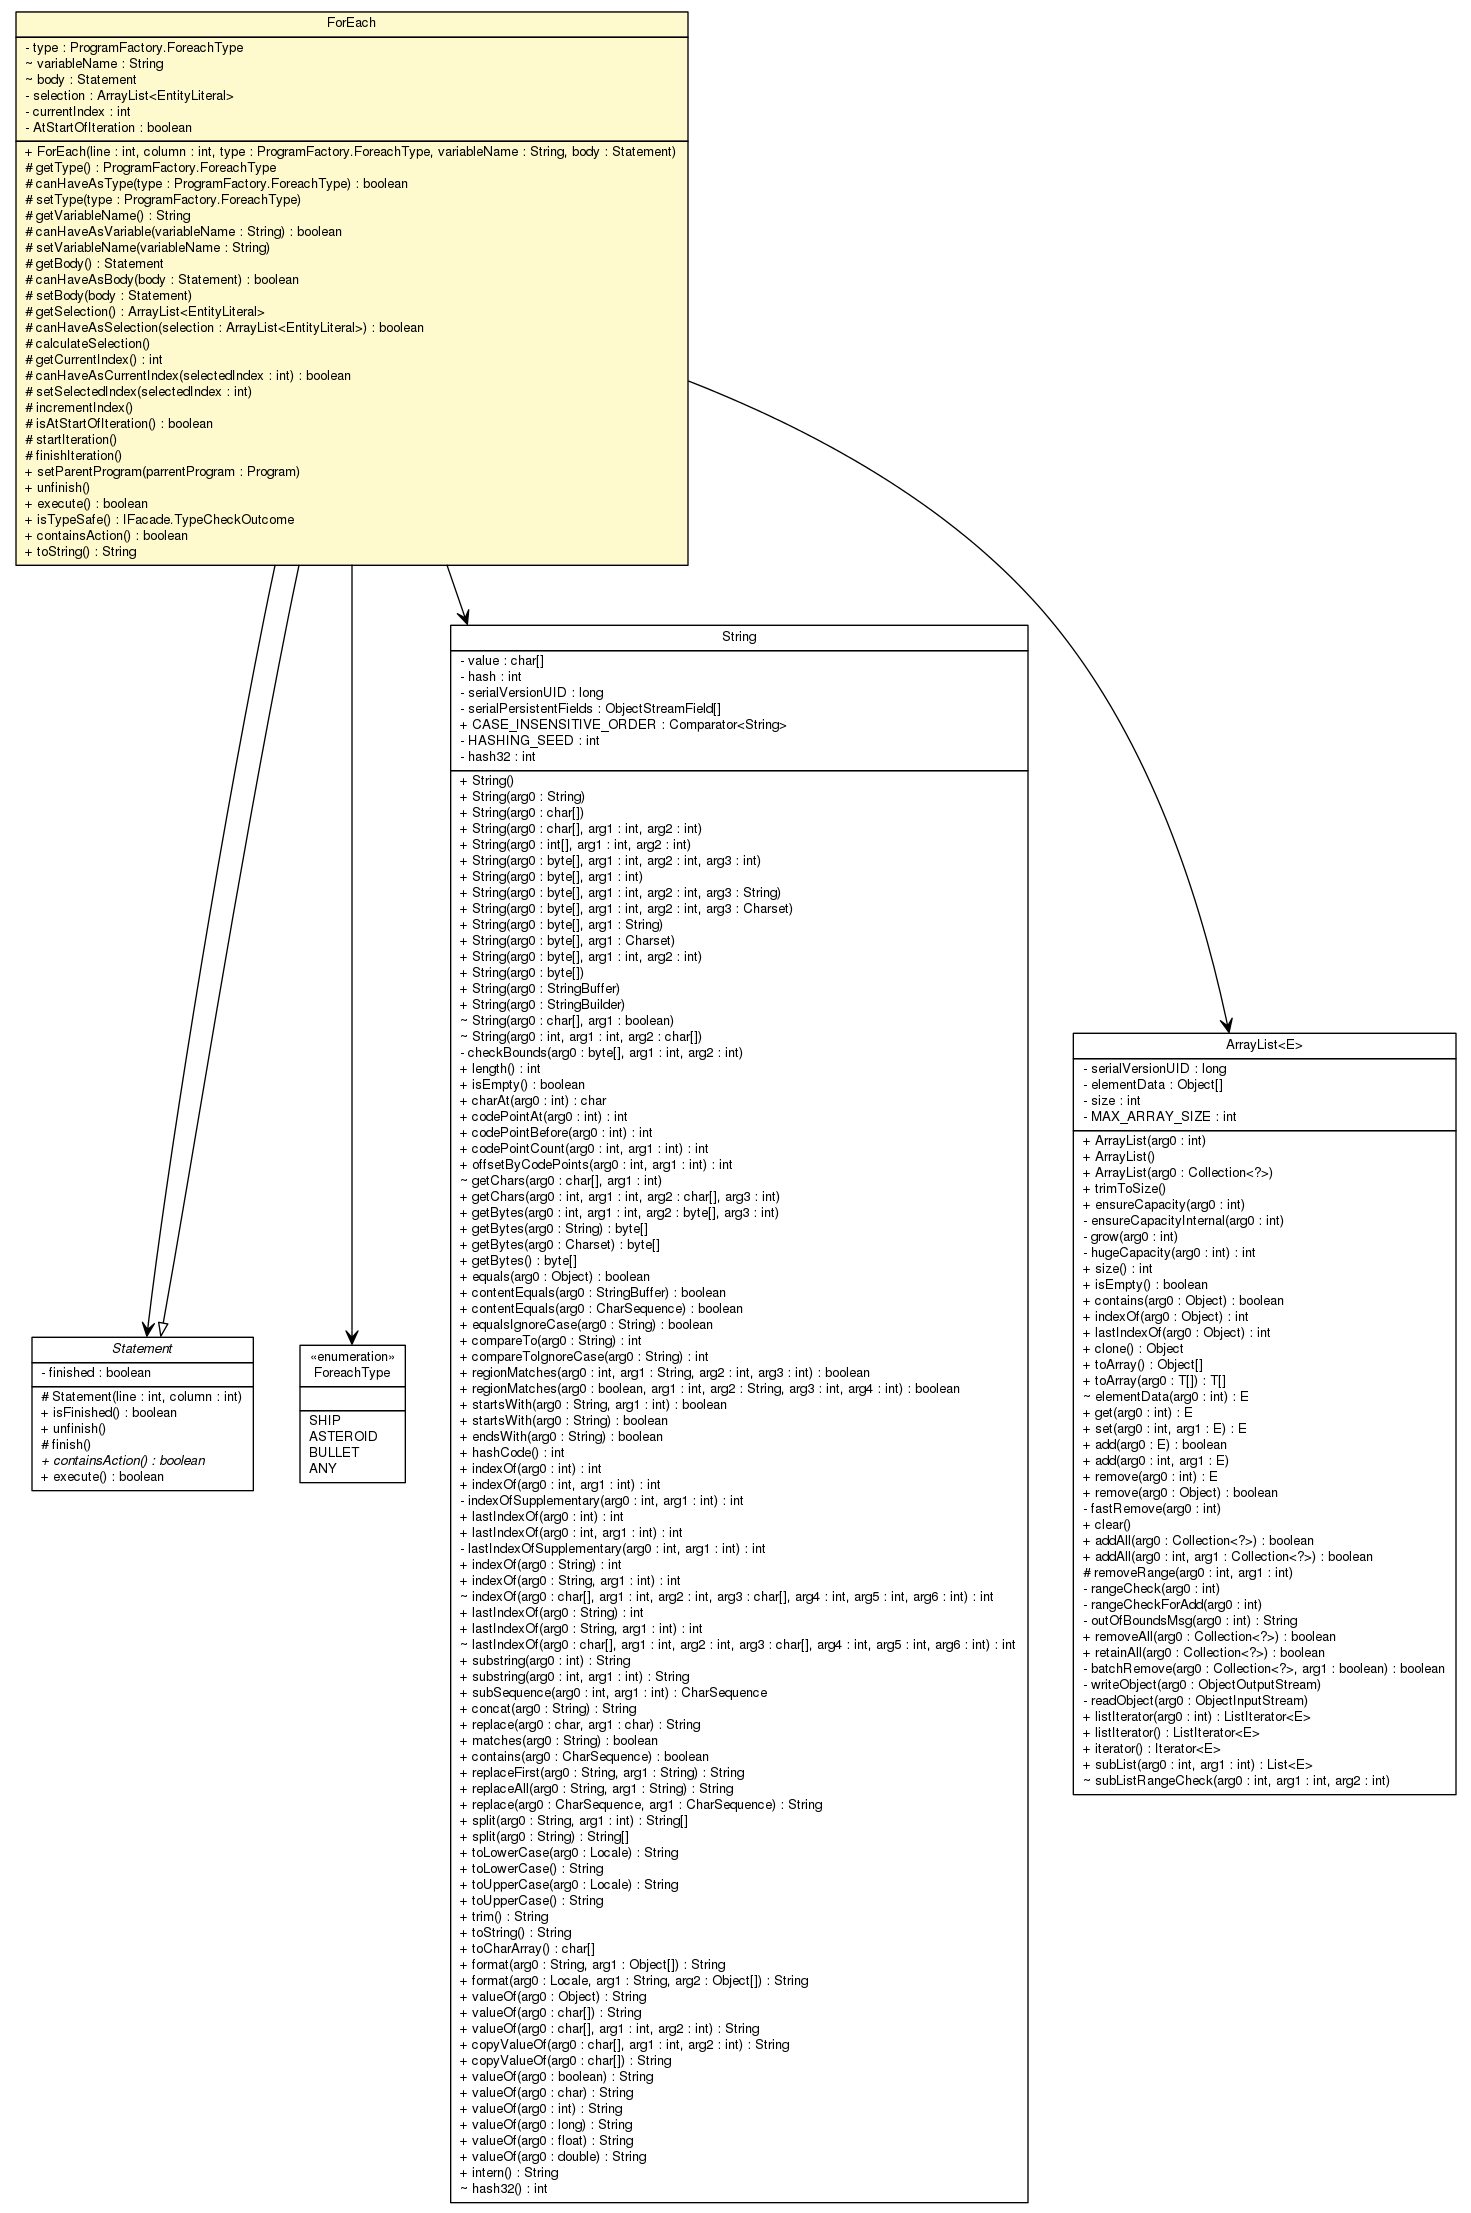 ForEach
- type : ProgramFactory.ForeachType
~ variableName : String
~ body : Statement
- selection : ArrayList<EntityLiteral>
- currentIndex : int
- AtStartOfIteration : boolean
+ ForEach(line : int, column : int, type : ProgramFactory.ForeachType, variableName : String, body : Statement)
# getType() : ProgramFactory.ForeachType
# canHaveAsType(type : ProgramFactory.ForeachType) : boolean
# setType(type : ProgramFactory.ForeachType)
# getVariableName() : String
# canHaveAsVariable(variableName : String) : boolean
# setVariableName(variableName : String)
# getBody() : Statement
# canHaveAsBody(body : Statement) : boolean
# setBody(body : Statement)
# getSelection() : ArrayList<EntityLiteral>
# canHaveAsSelection(selection : ArrayList<EntityLiteral>) : boolean
# calculateSelection()
# getCurrentIndex() : int
# canHaveAsCurrentIndex(selectedIndex : int) : boolean
# setSelectedIndex(selectedIndex : int)
# incrementIndex()
# isAtStartOfIteration() : boolean
# startIteration()
# finishIteration()
+ setParentProgram(parrentProgram : Program)
+ unfinish()
+ execute() : boolean
+ isTypeSafe() : IFacade.TypeCheckOutcome
+ containsAction() : boolean
+ toString() : String
Statement
- finished : boolean
# Statement(line : int, column : int)
+ isFinished() : boolean
+ unfinish()
# finish()
+ containsAction() : boolean
+ execute() : boolean
«enumeration»
ForeachType
SHIP
ASTEROID
BULLET
ANY
String
- value : char[]
- hash : int
- serialVersionUID : long
- serialPersistentFields : ObjectStreamField[]
+ CASE_INSENSITIVE_ORDER : Comparator<String>
- HASHING_SEED : int
- hash32 : int
+ String()
+ String(arg0 : String)
+ String(arg0 : char[])
+ String(arg0 : char[], arg1 : int, arg2 : int)
+ String(arg0 : int[], arg1 : int, arg2 : int)
+ String(arg0 : byte[], arg1 : int, arg2 : int, arg3 : int)
+ String(arg0 : byte[], arg1 : int)
+ String(arg0 : byte[], arg1 : int, arg2 : int, arg3 : String)
+ String(arg0 : byte[], arg1 : int, arg2 : int, arg3 : Charset)
+ String(arg0 : byte[], arg1 : String)
+ String(arg0 : byte[], arg1 : Charset)
+ String(arg0 : byte[], arg1 : int, arg2 : int)
+ String(arg0 : byte[])
+ String(arg0 : StringBuffer)
+ String(arg0 : StringBuilder)
~ String(arg0 : char[], arg1 : boolean)
~ String(arg0 : int, arg1 : int, arg2 : char[])
- checkBounds(arg0 : byte[], arg1 : int, arg2 : int)
+ length() : int
+ isEmpty() : boolean
+ charAt(arg0 : int) : char
+ codePointAt(arg0 : int) : int
+ codePointBefore(arg0 : int) : int
+ codePointCount(arg0 : int, arg1 : int) : int
+ offsetByCodePoints(arg0 : int, arg1 : int) : int
~ getChars(arg0 : char[], arg1 : int)
+ getChars(arg0 : int, arg1 : int, arg2 : char[], arg3 : int)
+ getBytes(arg0 : int, arg1 : int, arg2 : byte[], arg3 : int)
+ getBytes(arg0 : String) : byte[]
+ getBytes(arg0 : Charset) : byte[]
+ getBytes() : byte[]
+ equals(arg0 : Object) : boolean
+ contentEquals(arg0 : StringBuffer) : boolean
+ contentEquals(arg0 : CharSequence) : boolean
+ equalsIgnoreCase(arg0 : String) : boolean
+ compareTo(arg0 : String) : int
+ compareToIgnoreCase(arg0 : String) : int
+ regionMatches(arg0 : int, arg1 : String, arg2 : int, arg3 : int) : boolean
+ regionMatches(arg0 : boolean, arg1 : int, arg2 : String, arg3 : int, arg4 : int) : boolean
+ startsWith(arg0 : String, arg1 : int) : boolean
+ startsWith(arg0 : String) : boolean
+ endsWith(arg0 : String) : boolean
+ hashCode() : int
+ indexOf(arg0 : int) : int
+ indexOf(arg0 : int, arg1 : int) : int
- indexOfSupplementary(arg0 : int, arg1 : int) : int
+ lastIndexOf(arg0 : int) : int
+ lastIndexOf(arg0 : int, arg1 : int) : int
- lastIndexOfSupplementary(arg0 : int, arg1 : int) : int
+ indexOf(arg0 : String) : int
+ indexOf(arg0 : String, arg1 : int) : int
~ indexOf(arg0 : char[], arg1 : int, arg2 : int, arg3 : char[], arg4 : int, arg5 : int, arg6 : int) : int
+ lastIndexOf(arg0 : String) : int
+ lastIndexOf(arg0 : String, arg1 : int) : int
~ lastIndexOf(arg0 : char[], arg1 : int, arg2 : int, arg3 : char[], arg4 : int, arg5 : int, arg6 : int) : int
+ substring(arg0 : int) : String
+ substring(arg0 : int, arg1 : int) : String
+ subSequence(arg0 : int, arg1 : int) : CharSequence
+ concat(arg0 : String) : String
+ replace(arg0 : char, arg1 : char) : String
+ matches(arg0 : String) : boolean
+ contains(arg0 : CharSequence) : boolean
+ replaceFirst(arg0 : String, arg1 : String) : String
+ replaceAll(arg0 : String, arg1 : String) : String
+ replace(arg0 : CharSequence, arg1 : CharSequence) : String
+ split(arg0 : String, arg1 : int) : String[]
+ split(arg0 : String) : String[]
+ toLowerCase(arg0 : Locale) : String
+ toLowerCase() : String
+ toUpperCase(arg0 : Locale) : String
+ toUpperCase() : String
+ trim() : String
+ toString() : String
+ toCharArray() : char[]
+ format(arg0 : String, arg1 : Object[]) : String
+ format(arg0 : Locale, arg1 : String, arg2 : Object[]) : String
+ valueOf(arg0 : Object) : String
+ valueOf(arg0 : char[]) : String
+ valueOf(arg0 : char[], arg1 : int, arg2 : int) : String
+ copyValueOf(arg0 : char[], arg1 : int, arg2 : int) : String
+ copyValueOf(arg0 : char[]) : String
+ valueOf(arg0 : boolean) : String
+ valueOf(arg0 : char) : String
+ valueOf(arg0 : int) : String
+ valueOf(arg0 : long) : String
+ valueOf(arg0 : float) : String
+ valueOf(arg0 : double) : String
+ intern() : String
~ hash32() : int
ArrayList<E>
- serialVersionUID : long
- elementData : Object[]
- size : int
- MAX_ARRAY_SIZE : int
+ ArrayList(arg0 : int)
+ ArrayList()
+ ArrayList(arg0 : Collection<?>)
+ trimToSize()
+ ensureCapacity(arg0 : int)
- ensureCapacityInternal(arg0 : int)
- grow(arg0 : int)
- hugeCapacity(arg0 : int) : int
+ size() : int
+ isEmpty() : boolean
+ contains(arg0 : Object) : boolean
+ indexOf(arg0 : Object) : int
+ lastIndexOf(arg0 : Object) : int
+ clone() : Object
+ toArray() : Object[]
+ toArray(arg0 : T[]) : T[]
~ elementData(arg0 : int) : E
+ get(arg0 : int) : E
+ set(arg0 : int, arg1 : E) : E
+ add(arg0 : E) : boolean
+ add(arg0 : int, arg1 : E)
+ remove(arg0 : int) : E
+ remove(arg0 : Object) : boolean
- fastRemove(arg0 : int)
+ clear()
+ addAll(arg0 : Collection<?>) : boolean
+ addAll(arg0 : int, arg1 : Collection<?>) : boolean
# removeRange(arg0 : int, arg1 : int)
- rangeCheck(arg0 : int)
- rangeCheckForAdd(arg0 : int)
- outOfBoundsMsg(arg0 : int) : String
+ removeAll(arg0 : Collection<?>) : boolean
+ retainAll(arg0 : Collection<?>) : boolean
- batchRemove(arg0 : Collection<?>, arg1 : boolean) : boolean
- writeObject(arg0 : ObjectOutputStream)
- readObject(arg0 : ObjectInputStream)
+ listIterator(arg0 : int) : ListIterator<E>
+ listIterator() : ListIterator<E>
+ iterator() : Iterator<E>
+ subList(arg0 : int, arg1 : int) : List<E>
~ subListRangeCheck(arg0 : int, arg1 : int, arg2 : int)